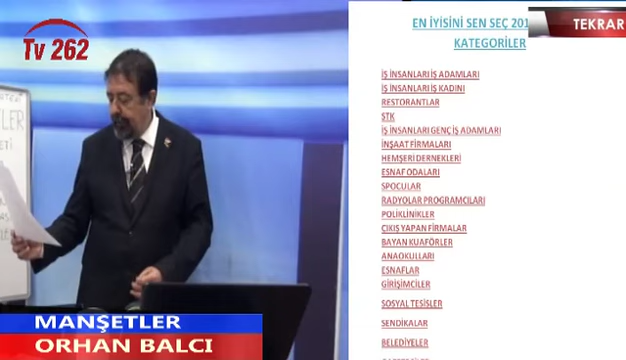 Tv 262
EN İYİSİNİ SEN SEÇ 201
TEKRAR
KATEGORİLER
İŞ İNSANLARI İŞ ADAMLARI
İŞ İNSANLARI İŞ KADINI
RESTORANTLAR
STK
İŞ İNSANLARI GENÇ İŞ ADAMLARI
İNŞAAT FİRMALARI
HEMŞERİ DERNEKLERİ
ESNAF ODALARI
SPOCULAR
RADYOLAR PROGRAMCILARI
POLİKLİNİKLER
ÇIKIŞ YAPAN FİRMALAR
BAYAN KUAFÖRLER
ANAOKULLARI
ESNAFLAR
GİRİŞİMCİLER
SOSYAL TESİSLER
SENDİKALAR
BELEDİYELER
MANŞETLER
ORHAN BALCI